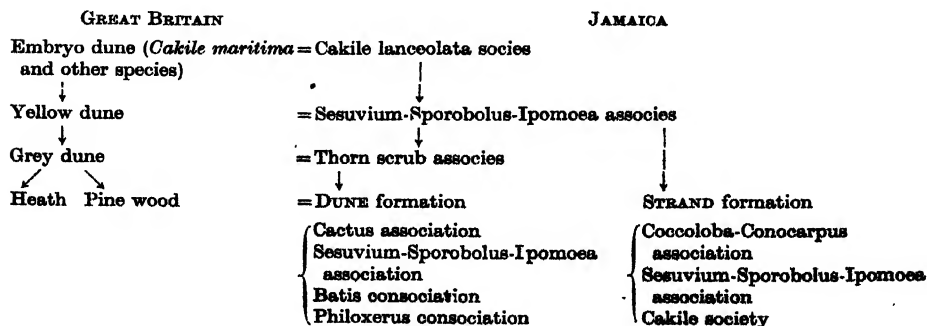 GREAT BRITAIN JAMAICA
Embryo dune (Cakile maritima = Cakile lanceolata socies
and other species)
Yellow dune = Sesuvium-Sporobolus-Ipomoea associes
Grey dune = Thorn scrub associes
Heath Pine wood = DUNE formation STRAND formation
Cactus association Coccoloba-Conocarpus
Sesuvium-Sporobolus-Ipomoea association
association Sesuvium-Sporobolus-Ipomoea
Batis consociation association
Philoxerus consociation Cakile society